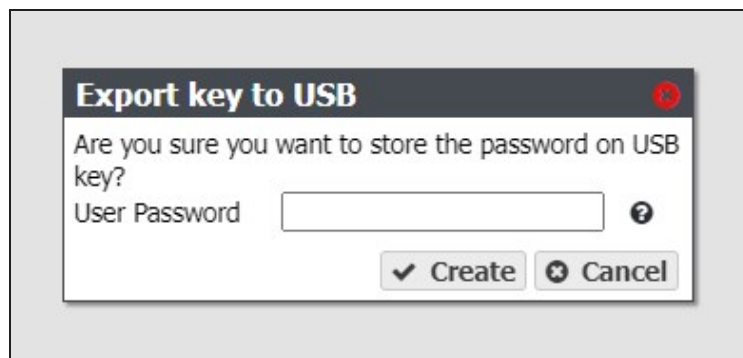 Export key to USB
Are you sure you want to store the password on USB
key?
User Password
Create Cancel